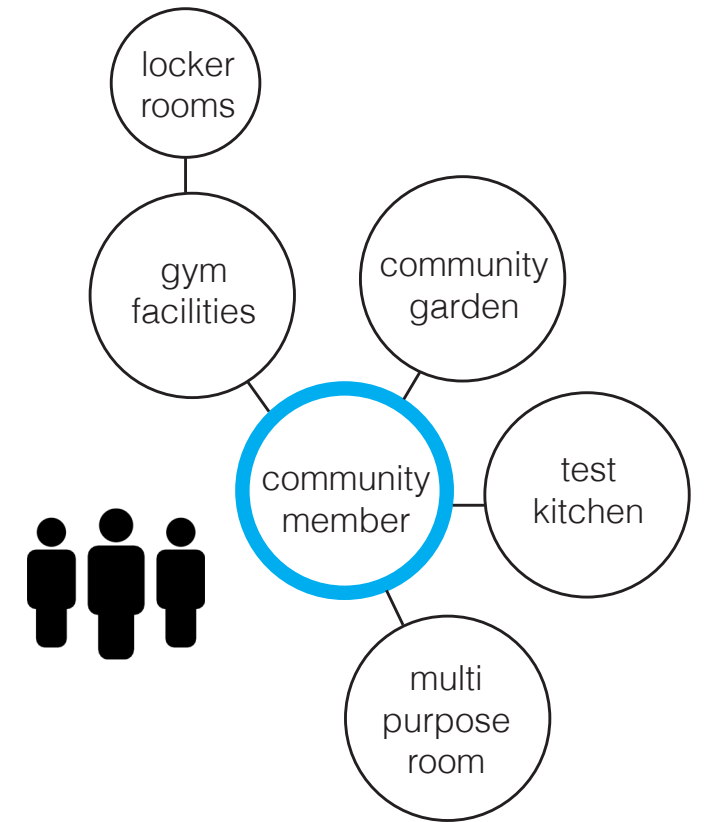 locker
rooms
gym
facilities
community
garden
community
member
test
kitchen
multi
purpose
room